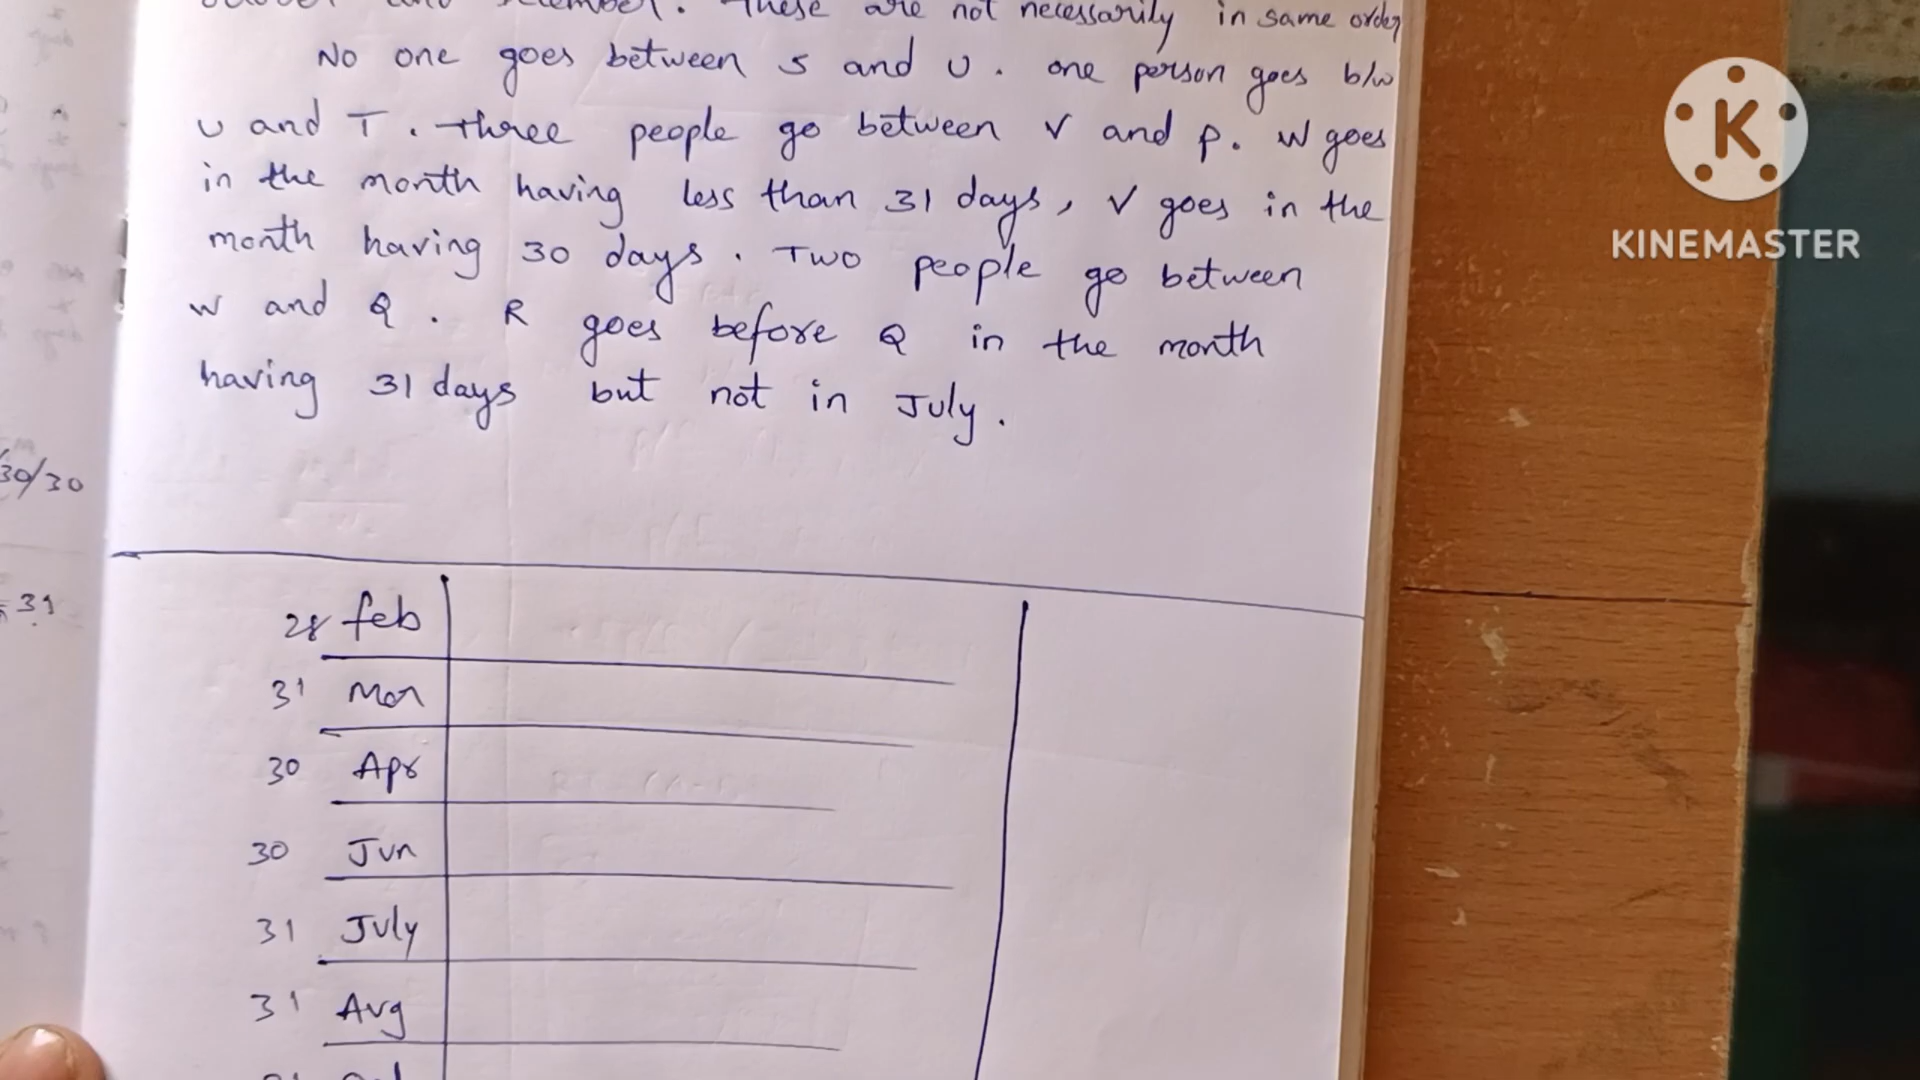 and     . These are not necessarily in same order
No one goes between S and U . one person goes b/w
U and T . three people go between V and P. W goes
in the month having less than 31 days, V goes in the
month having 30 days . Two people go between
W and Q . R goes before Q in the month
having 31 days but not in July .
30/30
31
28 feb
31 Mar
30 Apr
30 Jun
31 July
31 Aug
K
KINEMASTER